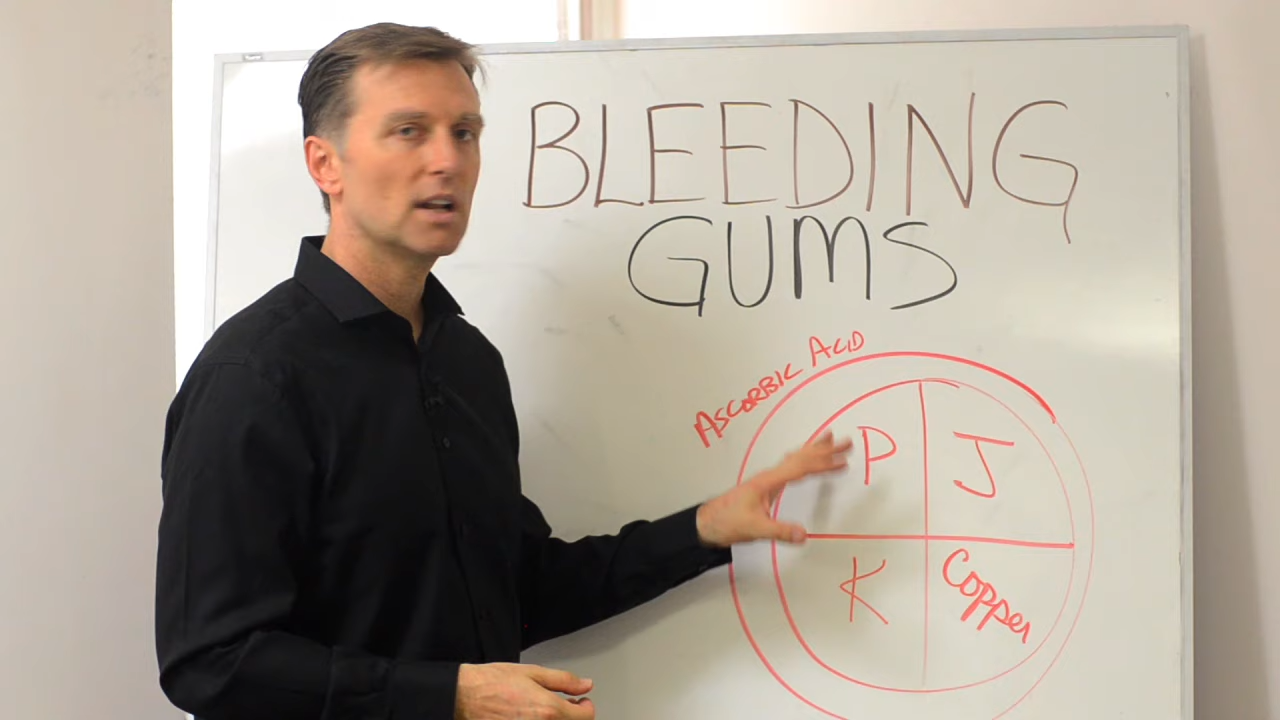 BLEEDING
GUMS
ASCORBIC ACID
P J
K Copper